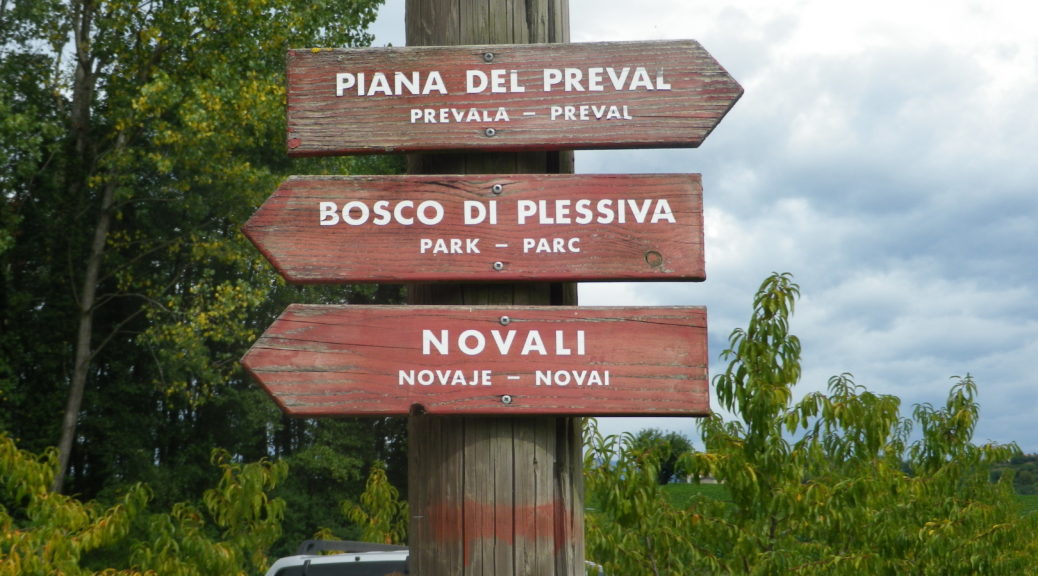 PIANA DEL PREVAL
PREVALA – PREVAL
BOSCO DI PLESSIVA
PARK – PARC
NOVALI
NOVAJE – NOVAI